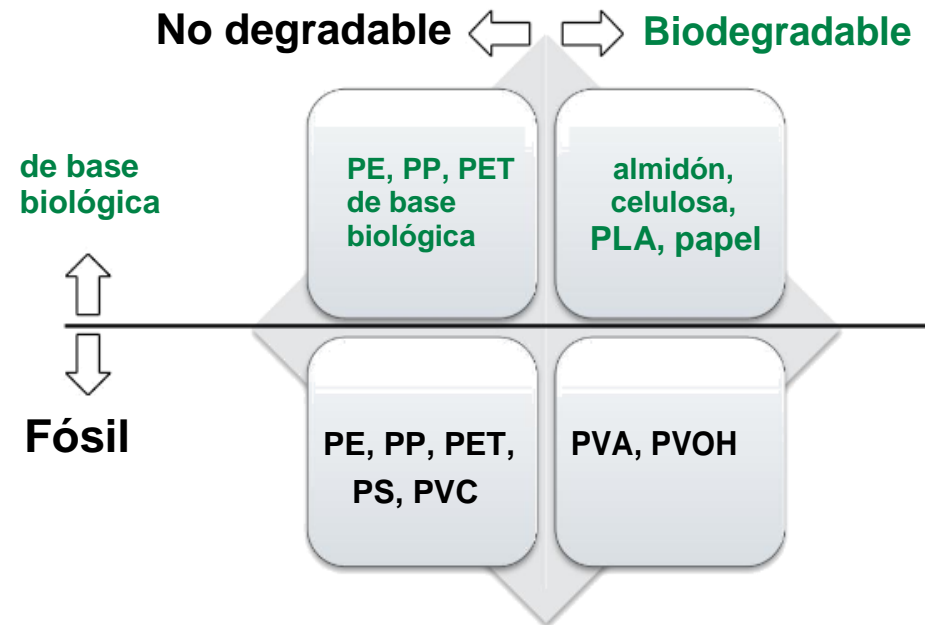 No degradable
Biodegradable
de base
biológica
PE, PP, PET
de base
biológica
almidón,
celulosa,
PLA, papel
Fósil
PE, PP, PET,
PS, PVC
PVA, PVOH